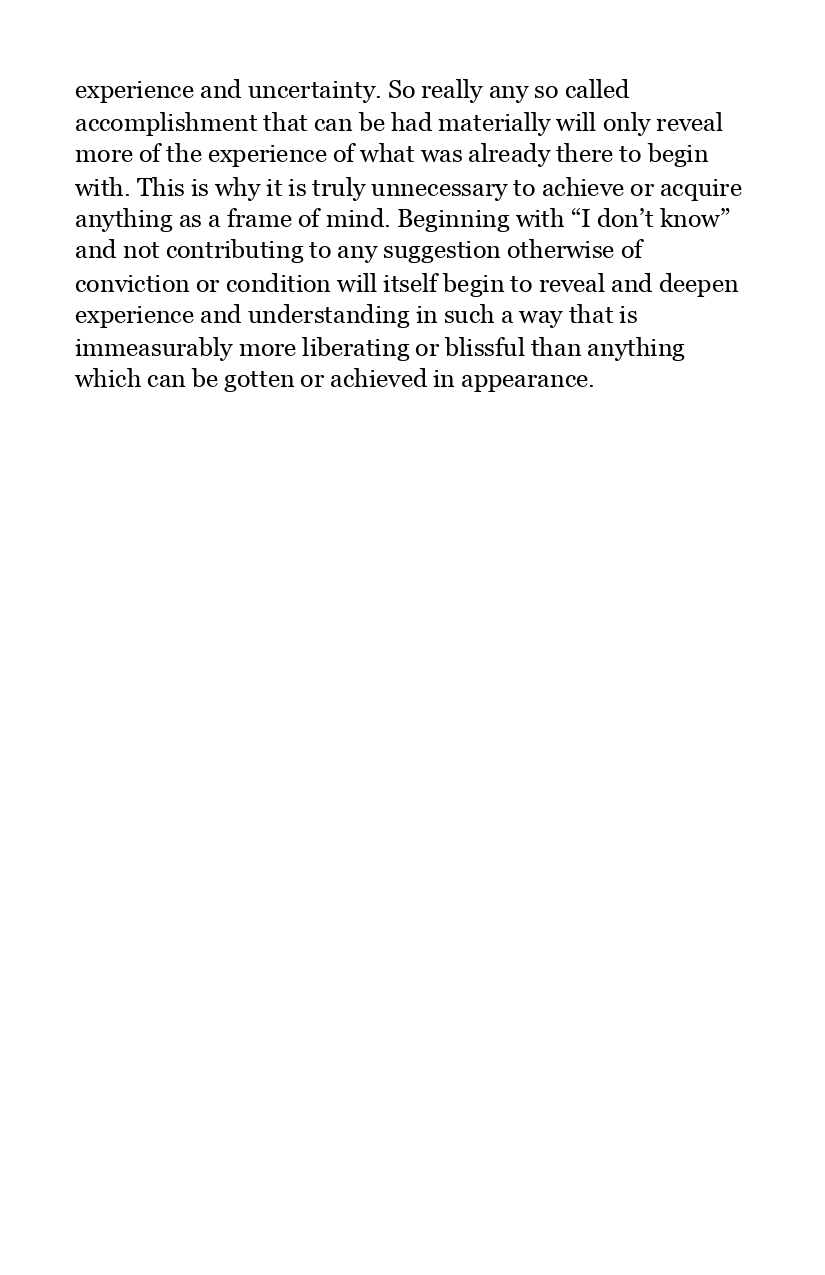 experience and uncertainty. So really any so called
accomplishment that can be had materially will only reveal
more of the experience of what was already there to begin
with. This is why it is truly unnecessary to achieve or acquire
anything as a frame of mind. Beginning with “I don’t know”
and not contributing to any suggestion otherwise of
conviction or condition will itself begin to reveal and deepen
experience and understanding in such a way that is
immeasurably more liberating or blissful than anything
which can be gotten or achieved in appearance.